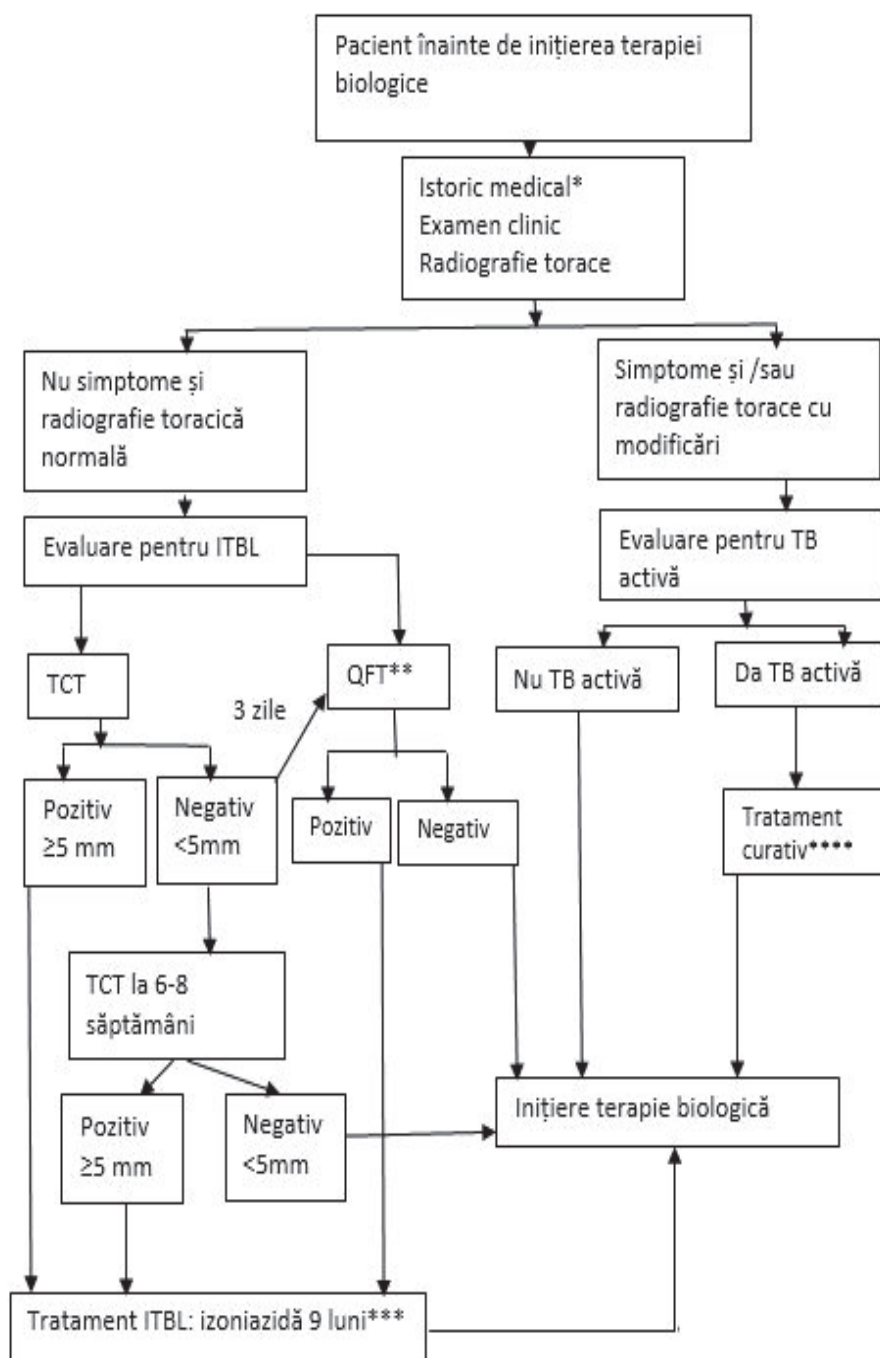 Pacient înainte de inițierea terapiei
biologice
Istoric medical*
Examen clinic
Radiografie torace
Nu simptome și
radiografie toracică
normală
Simptome și /sau
radiografie torace cu
modificări
Evaluare pentru ITBL
Evaluare pentru TB
activă
TCT
3 zile
QFT**
Nu TB activă
Da TB activă
Pozitiv
≥5 mm
Negativ
<5mm
Pozitiv
Negativ
Tratament
curativ****
TCT la 6-8
săptămâni
Pozitiv
≥5 mm
Negativ
<5mm
Inițiere terapie biologică
Tratament ITBL: izoniazidă 9 luni***